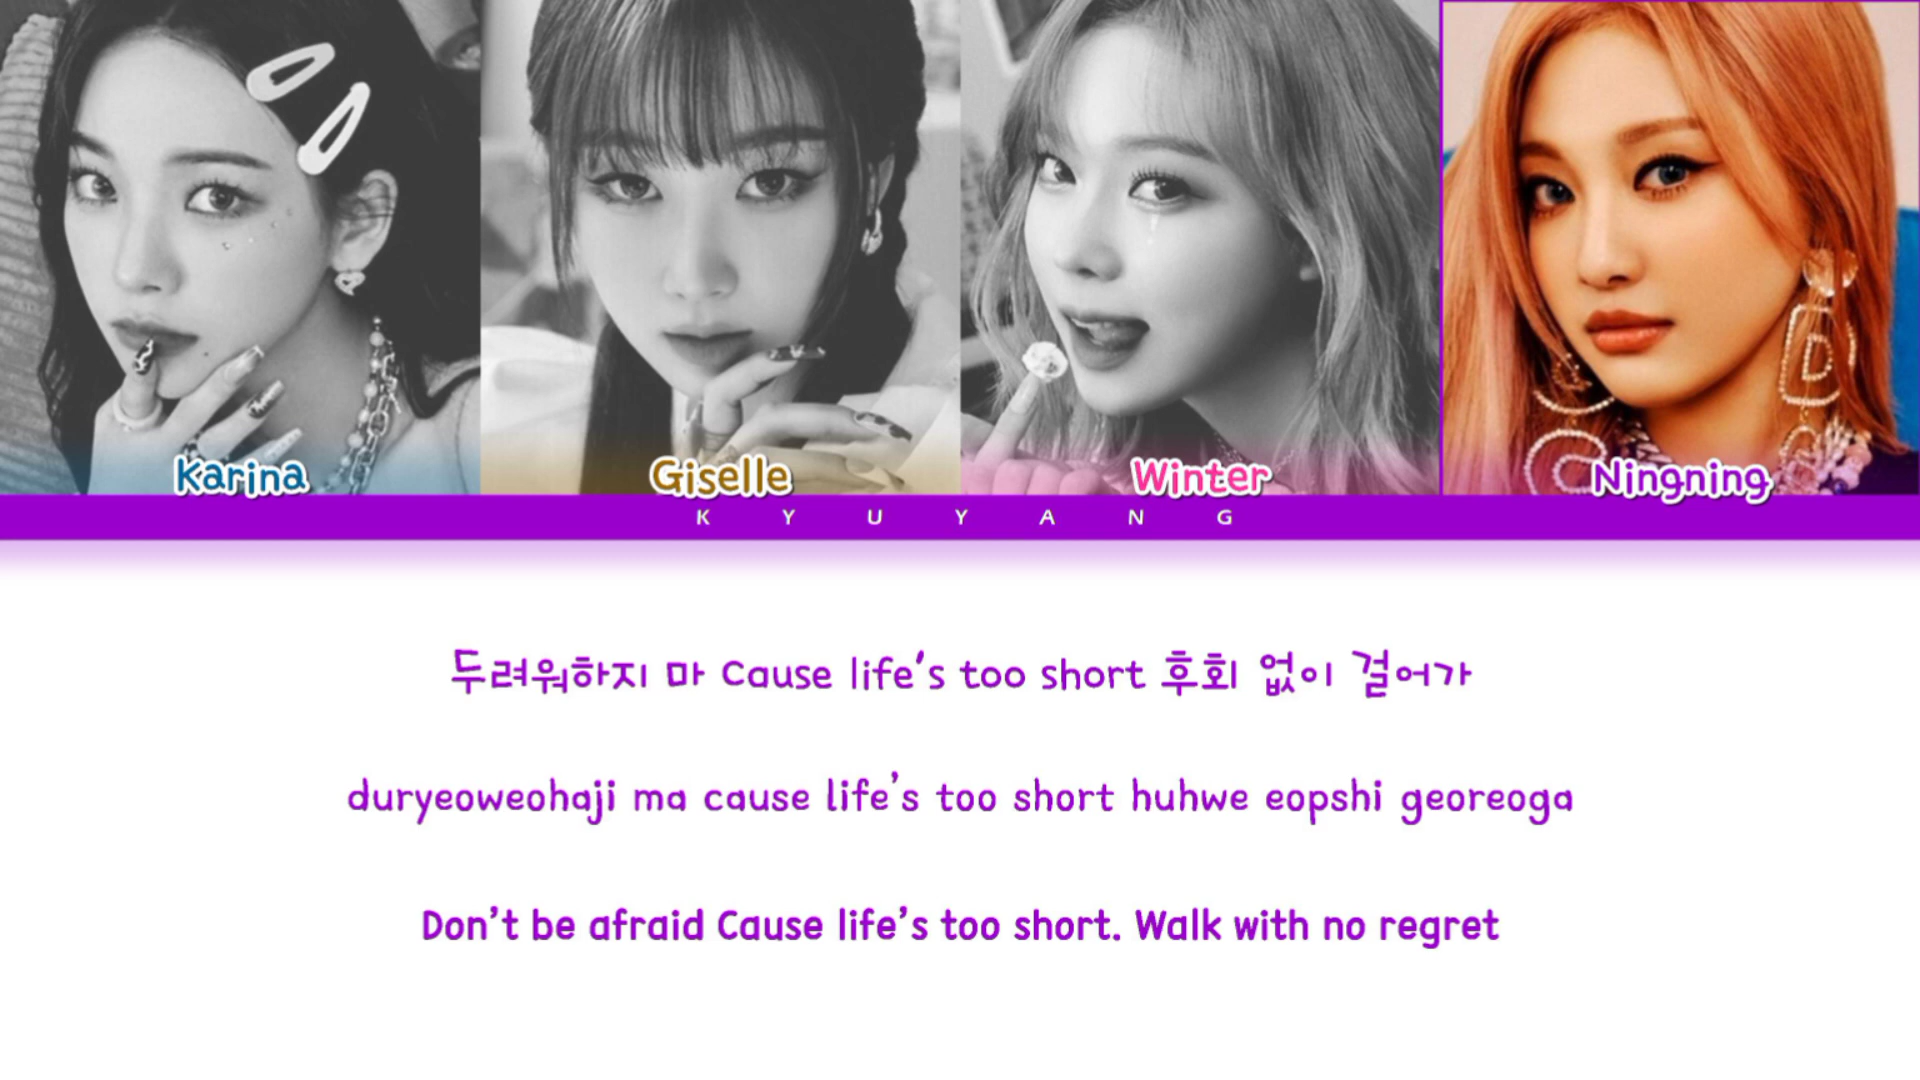 Karina
Giselle
Winter
Ningning
KYUYANG
두려워하지 마 Cause life's too short 후회 없이 걸어가
duryeoweohaji ma cause life's too short huhwe eopshi georeoga
Don't be afraid Cause life's too short. Walk with no regret